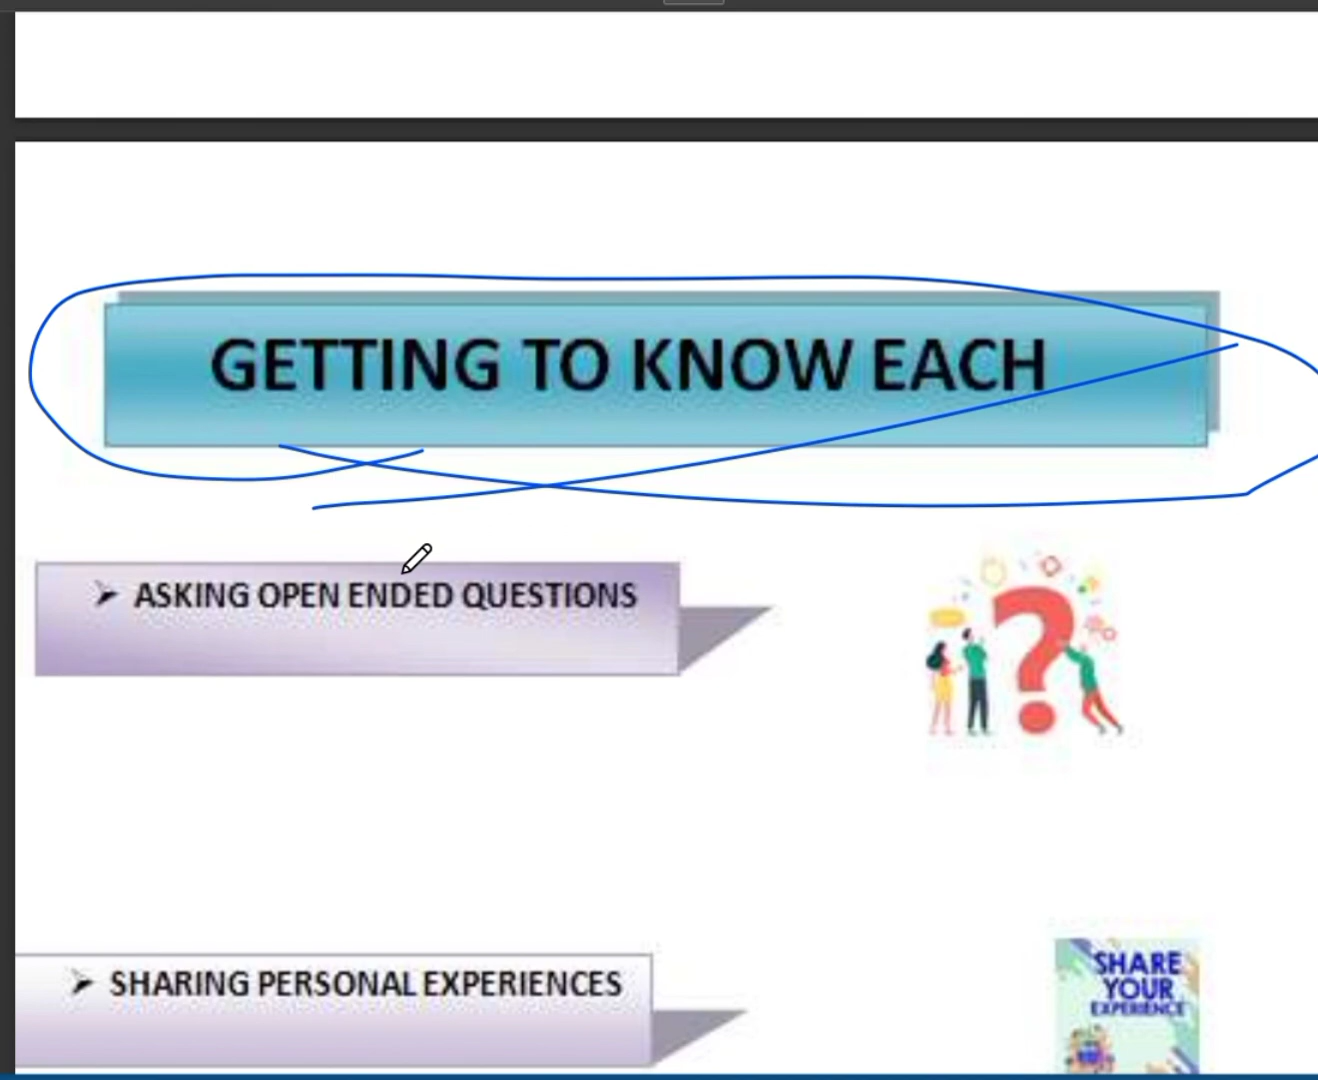 GETTING TO KNOW EACH
➢ ASKING OPEN ENDED QUESTIONS
➢ SHARING PERSONAL EXPERIENCES
SHARE
YOUR
EXPERIENCE